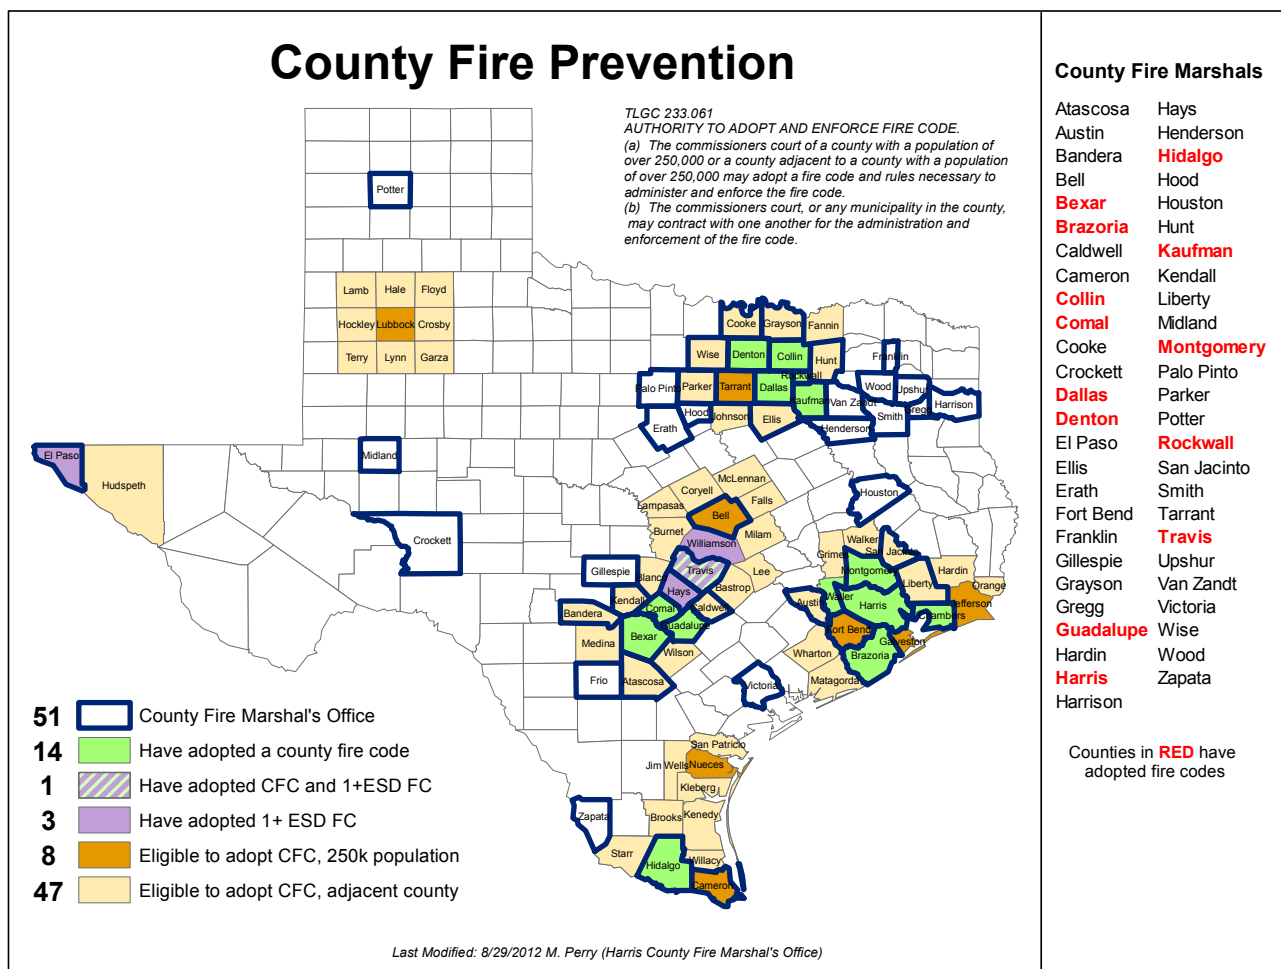 County Fire Prevention
TLGC 233.061
AUTHORITY TO ADOPT AND ENFORCE FIRE CODE.
(a) The commissioners court of a county with a population of
over 250,000 or a county adjacent to a county with a population
of over 250,000 may adopt a fire code and rules necessary to
administer and enforce the fire code.
(b) The commissioners court, or any municipality in the county,
may contract with one another for the administration and
enforcement of the fire code.
Potter
Lamb Hale Floyd
Hockley Lubbock Crosby
Terry Lynn Garza
Cooke Grayson Fannin
Wise Denton Collin Hunt Franklin
Rockwall
Palo Pinto Parker Tarrant Dallas Kaufman Van Zandt Wood Upshur Harrison
Gregg
Hood Johnson Ellis Smith
Erath Henderson
El Paso Midland
Hudspeth
McLennan
Coryell Falls Houston
Lampasas
Bell
Burnet Milam
Crockett Williamson Walker
Grimes San Jacinto
Gillespie Blanco Travis Lee Montgomery Hardin
Bastrop Liberty Orange
Kendall Hays Austin Waller Harris Jefferson
Bandera Comal Caldwell Chambers
Guadalupe Fort Bend
Medina Bexar Galveston
Wilson Wharton Brazoria
Frio Atascosa Victoria Matagorda
San Patricio
Jim Wells Nueces
Kleberg
Zapata Brooks Kenedy
Starr Hidalgo Willacy
Cameron
51 County Fire Marshal's Office
14 Have adopted a county fire code
1 Have adopted CFC and 1+ESD FC
3 Have adopted 1+ ESD FC
8 Eligible to adopt CFC, 250k population
47 Eligible to adopt CFC, adjacent county
Last Modified: 8/29/2012 M. Perry (Harris County Fire Marshal's Office)
County Fire Marshals
Atascosa Hays
Austin Henderson
Bandera Hidalgo
Bell Hood
Bexar Houston
Brazoria Hunt
Caldwell Kaufman
Cameron Kendall
Collin Liberty
Comal Midland
Cooke Montgomery
Crockett Palo Pinto
Dallas Parker
Denton Potter
El Paso Rockwall
Ellis San Jacinto
Erath Smith
Fort Bend Tarrant
Franklin Travis
Gillespie Upshur
Grayson Van Zandt
Gregg Victoria
Guadalupe Wise
Hardin Wood
Harris Zapata
Harrison
Counties in RED have
adopted fire codes